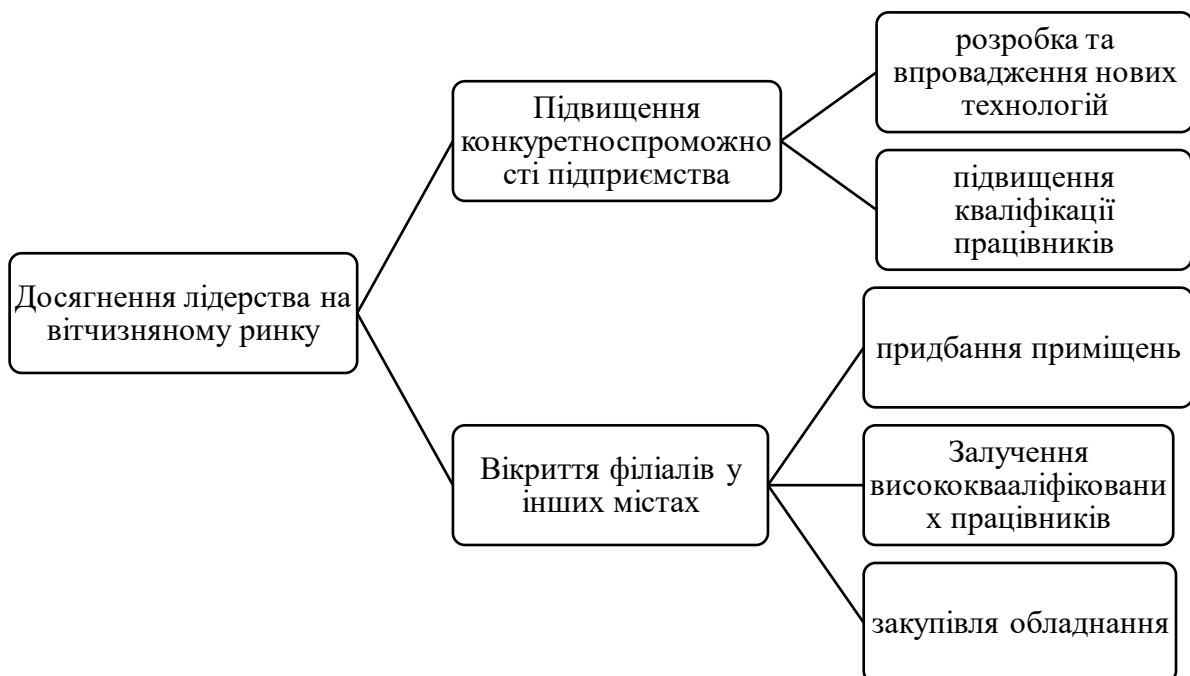 Досягнення лідерства на
вітчизняному ринку
Підвищення
конкуретноспроможно
сті підприємства
розробка та
впровадження нових
технологій
підвищення
кваліфікації
працівників
Вікриття філіалів у
інших містах
придбання приміщень
Залучення
висококвааліфіковани
х працівників
закупівля обладнання